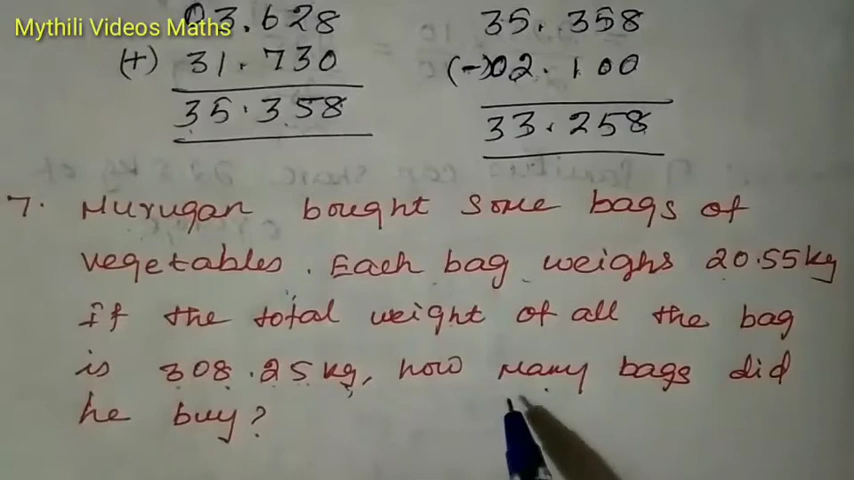 Mythili Videos Maths
03.628
(+) 31.730
35.358
35.358
(-)02.100
33.258
7. Murugan bought some bags of
vegetables. Each bag weighs 20.55kg
if the total weight of all the bag
is 308.25kg, how many bags did
he buy?